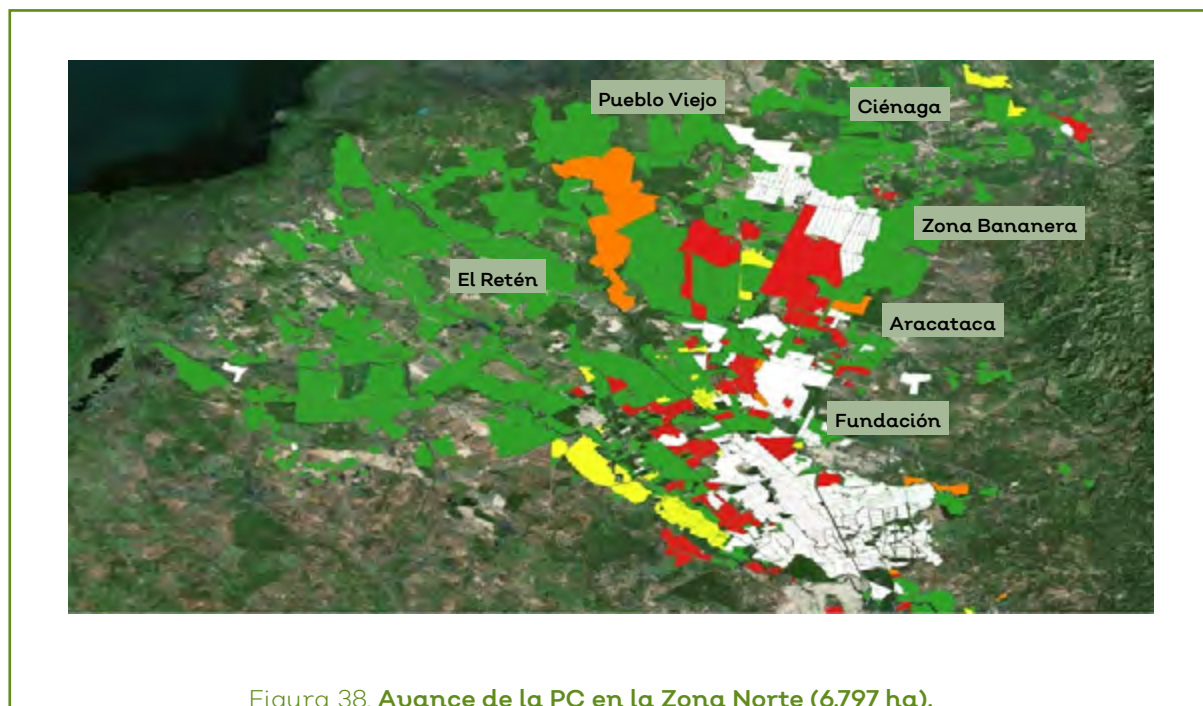 Pueblo Viejo
Ciénaga
Zona Bananera
El Retén
Aracataca
Fundación
Figura 38. Avance de la PC en la Zona Norte (6.797 ha).